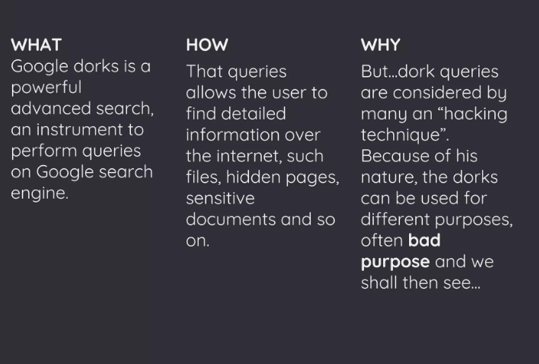 WHAT
Google dorks is a
powerful
advanced search,
an instrument to
perform queries
on Google search
engine.
HOW
That queries
allows the user to
find detailed
information over
the internet, such
files, hidden pages,
sensitive
documents and so
on.
WHY
But...dork queries
are considered by
many an “hacking
technique”.
Because of his
nature, the dorks
can be used for
different purposes,
often bad
purpose and we
shall then see...